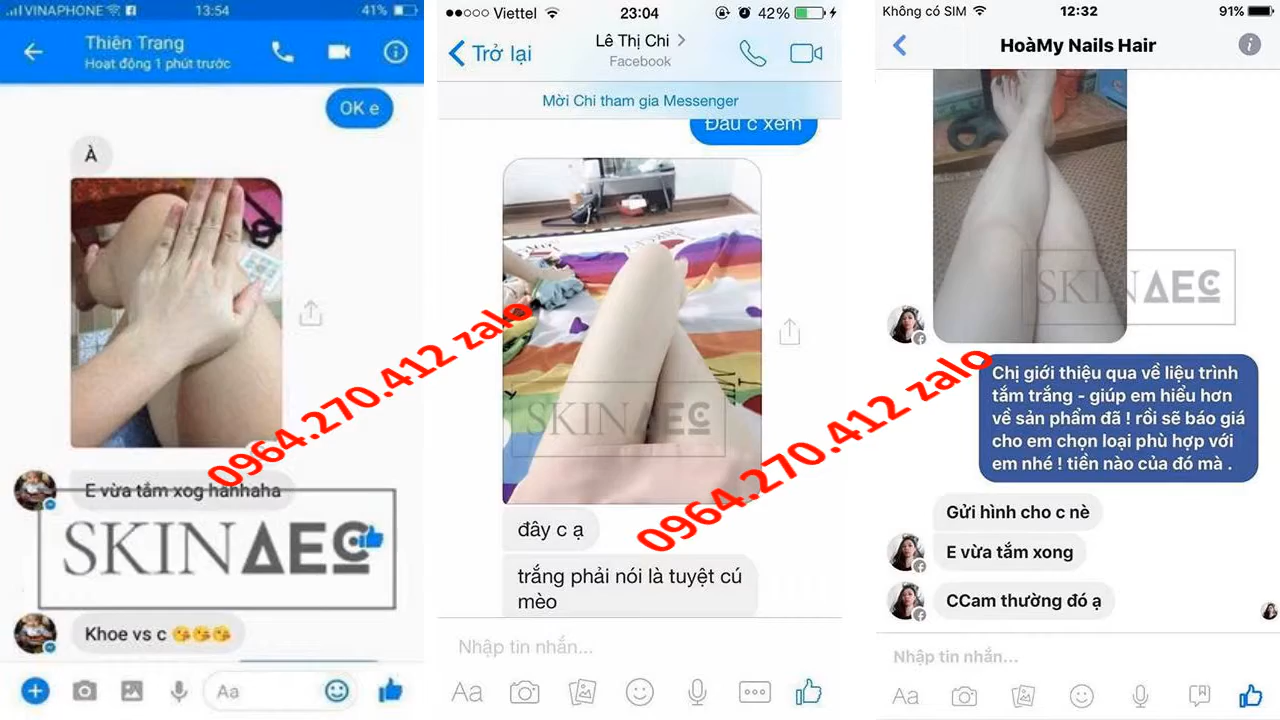 VINAPHONE
13:54
41%
Thiên Trang
Hoạt động 1 phút trước
OK e
À
E vừa tắm xog hanhaha
SKINAEC
Khoe vs c 😘😘😘
Aa
Viettel
23:04
42%
Trở lại
Lê Thị Chi
Facebook
Mời Chi tham gia Messenger
Đâu c xem
SKINAEC
đây c ạ
trắng phải nói là tuyệt cú
mèo
Nhập tin nhắn...
Aa
Không có SIM
12:32
91%
HoàMy Nails Hair
SKINAEC
Chị giới thiệu qua về liệu trình
tắm trắng - giúp em hiểu hơn
về sản phẩm đã ! rồi sẽ báo giá
cho em chọn loại phù hợp với
em nhé ! tiền nào của đó mà .
Gửi hình cho c nè
E vừa tắm xong
CCam thường đó ạ
Nhập tin nhắn...
Aa
0964.270.412 zalo
0964.270.412 zalo